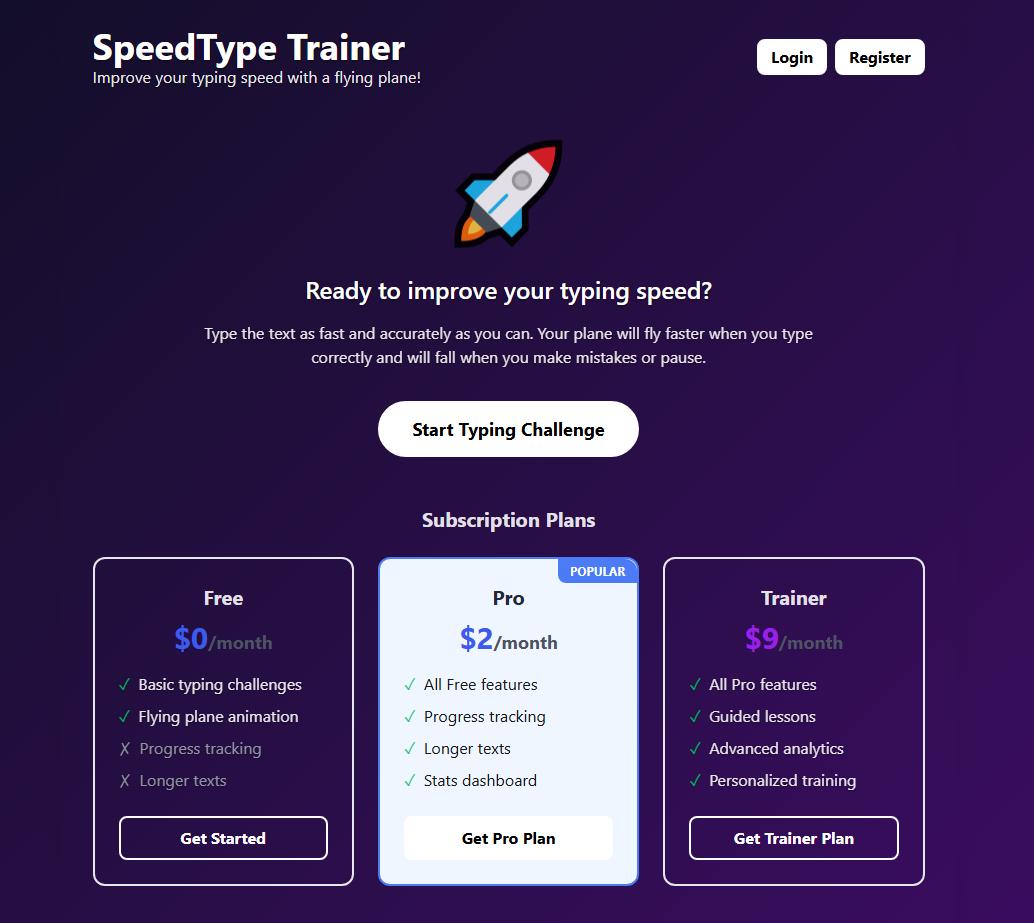 SpeedType Trainer
Improve your typing speed with a flying plane!
Login
Register
Ready to improve your typing speed?
Type the text as fast and accurately as you can. Your plane will fly faster when you type
correctly and will fall when you make mistakes or pause.
Start Typing Challenge
Subscription Plans
Free
$0/month
✓ Basic typing challenges
✓ Flying plane animation
✗ Progress tracking
✗ Longer texts
Get Started
POPULAR
Pro
$2/month
✓ All Free features
✓ Progress tracking
✓ Longer texts
✓ Stats dashboard
Get Pro Plan
Trainer
$9/month
✓ All Pro features
✓ Guided lessons
✓ Advanced analytics
✓ Personalized training
Get Trainer Plan